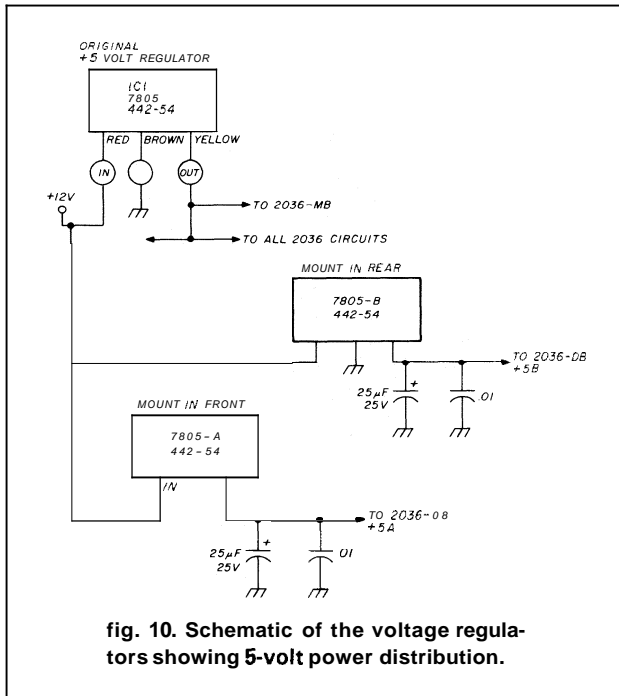 ORIGINAL
+5 VOLT REGULATOR
IC1
7805
442-54
RED BROWN YELLOW
IN
OUT
+12V
TO 2036-MB
TO ALL 2036 CIRCUITS
MOUNT IN REAR
7805-B
442-54
TO 2036-DB
+5B
25µF
25V
+
.01
MOUNT IN FRONT
7805-A
442-54
IN
TO 2036-08
+5A
25µF
25V
+
.01
fig. 10. Schematic of the voltage regula-
tors showing 5-volt power distribution.